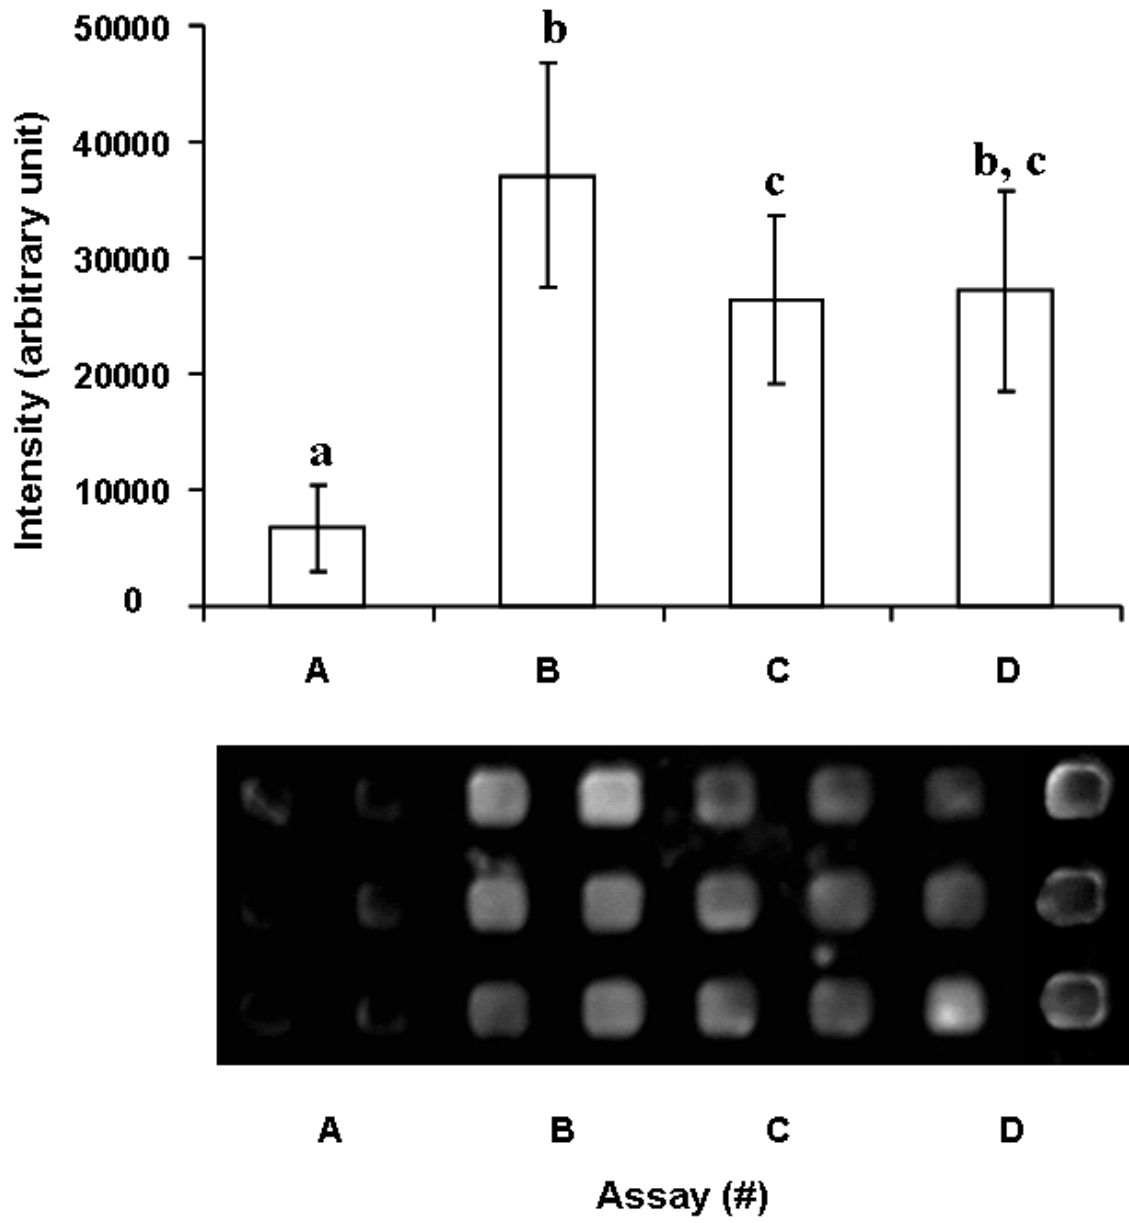 Intensity (arbitrary unit)
50000
40000
30000
20000
10000
0
a
b
c
b, c
A B C D
A B C D
Assay (#)